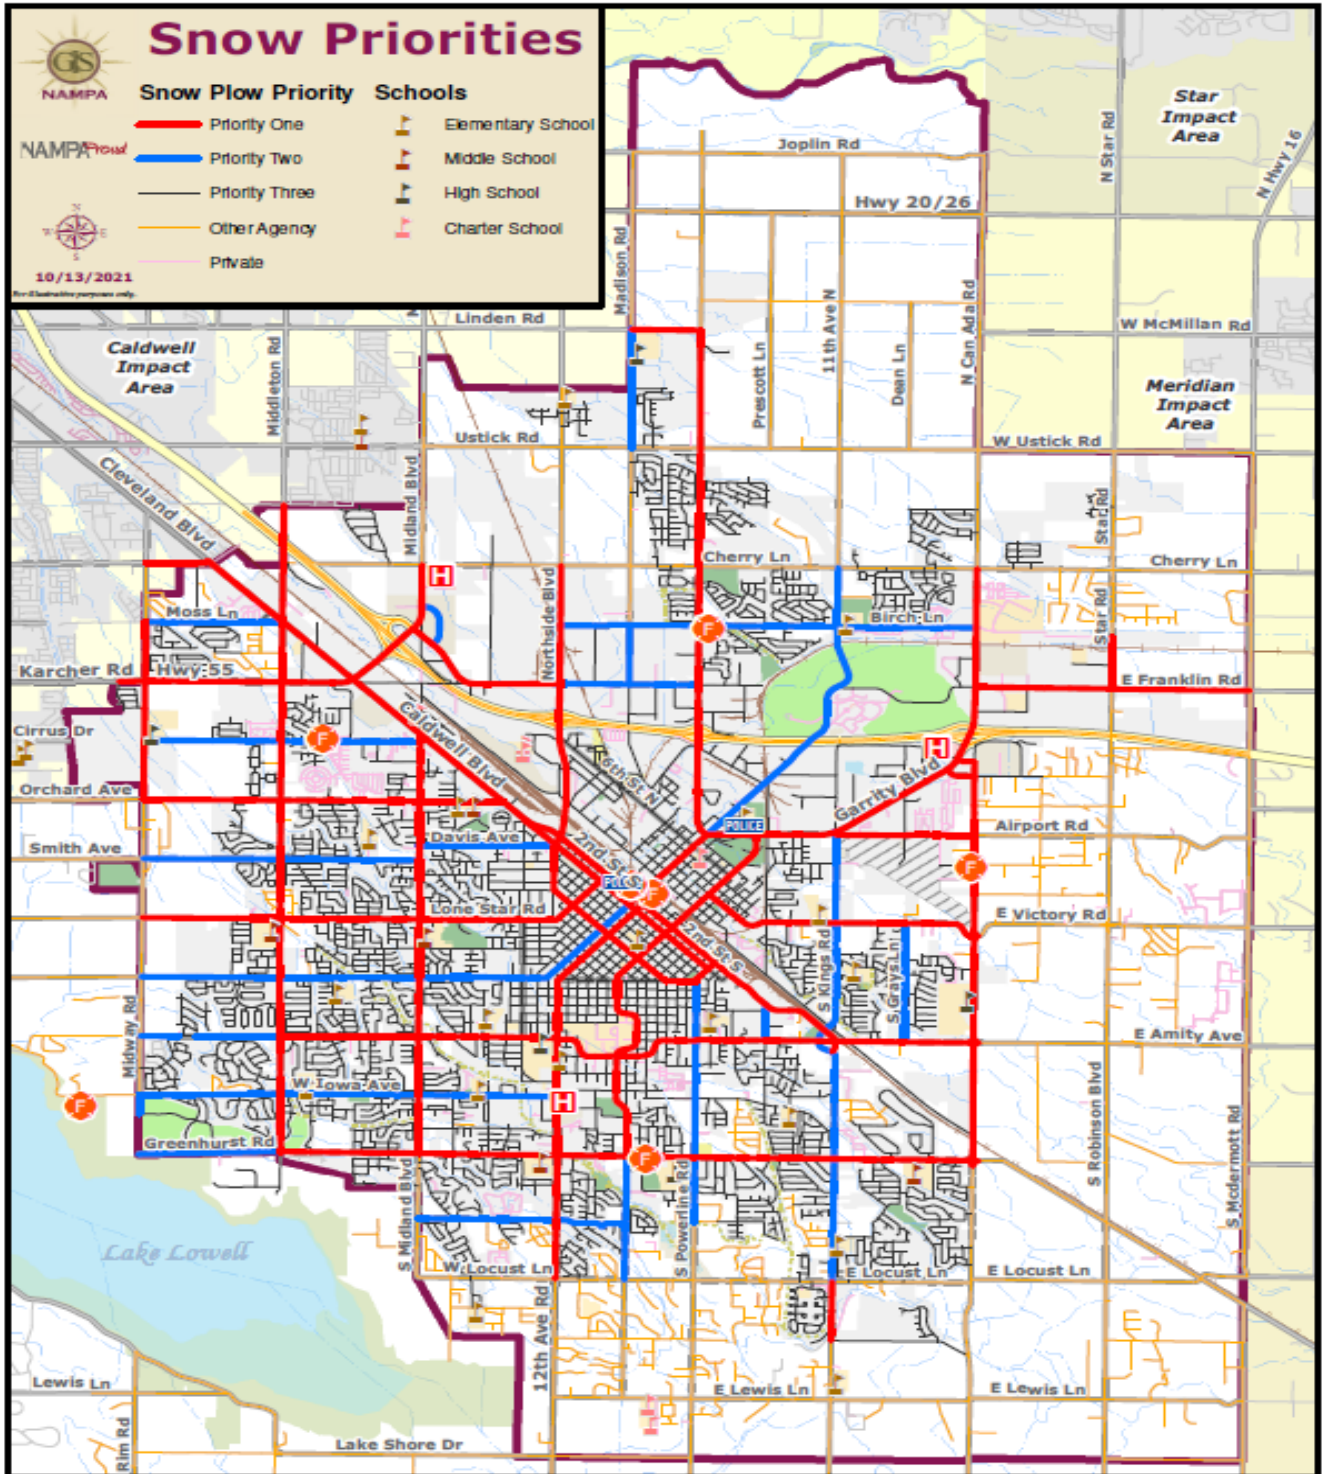 Snow Priorities
GIS
NAMPA
NAMPA Proud
Snow Plow Priority
Priority One
Priority Two
Priority Three
Other Agency
Private
Schools
Elementary School
Middle School
High School
Charter School
N
W E
S
10/13/2021
For illustrative purposes only.
Star
Impact
Area
N Star Rd
N Hwy 16
Joplin Rd
Hwy 20/26
Madison Rd
Linden Rd
W McMillan Rd
Caldwell
Impact
Area
Middleton Rd
Prescott Ln
11th Ave N
Dean Ln
N Can Ada Rd
Meridian
Impact
Area
Ustick Rd
W Ustick Rd
Cleveland Blvd
Midland Blvd
Star Rd
Cherry Ln
Cherry Ln
H
Northside Blvd
Moss Ln
F
Birch Ln
Star Rd
Karcher Rd
Hwy 55
E Franklin Rd
Cirrus Dr
F
Caldwell Blvd
H
6th St N
Orchard Ave
Garrity Blvd
POLICE
Airport Rd
Davis Ave
2nd St
Smith Ave
F
F
Lone Star Rd
E Victory Rd
2nd St S
S Kings Rd
S Grays Ln
Midway Rd
E Amity Ave
W Iowa Ave
F
H
S Robinson Blvd
Greenhurst Rd
F
S Mcdermott Rd
S Midland Blvd
S Powerline Rd
Lake Lowell
W Locust Ln
E Locust Ln
E Locust Ln
12th Ave Rd
Lewis Ln
E Lewis Ln
E Lewis Ln
Rim Rd
Lake Shore Dr